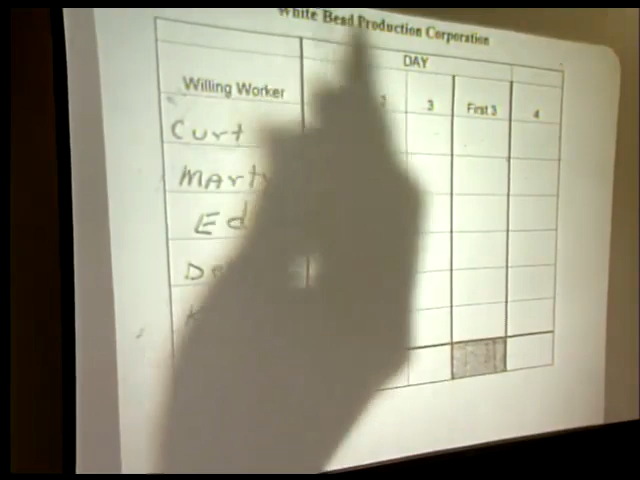 White Bead Production Corporation
DAY
Willing Worker 3 First 3 4
Curt
Marty
Ed